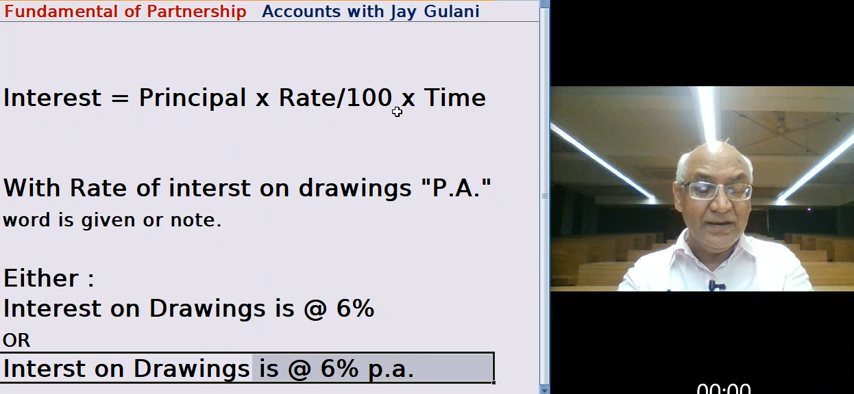 Fundamental of Partnership Accounts with Jay Gulani
Interest = Principal x Rate/100 x Time
With Rate of interst on drawings "P.A."
word is given or note.
Either :
Interest on Drawings is @ 6%
OR
Interst on Drawings is @ 6% p.a.
00:00